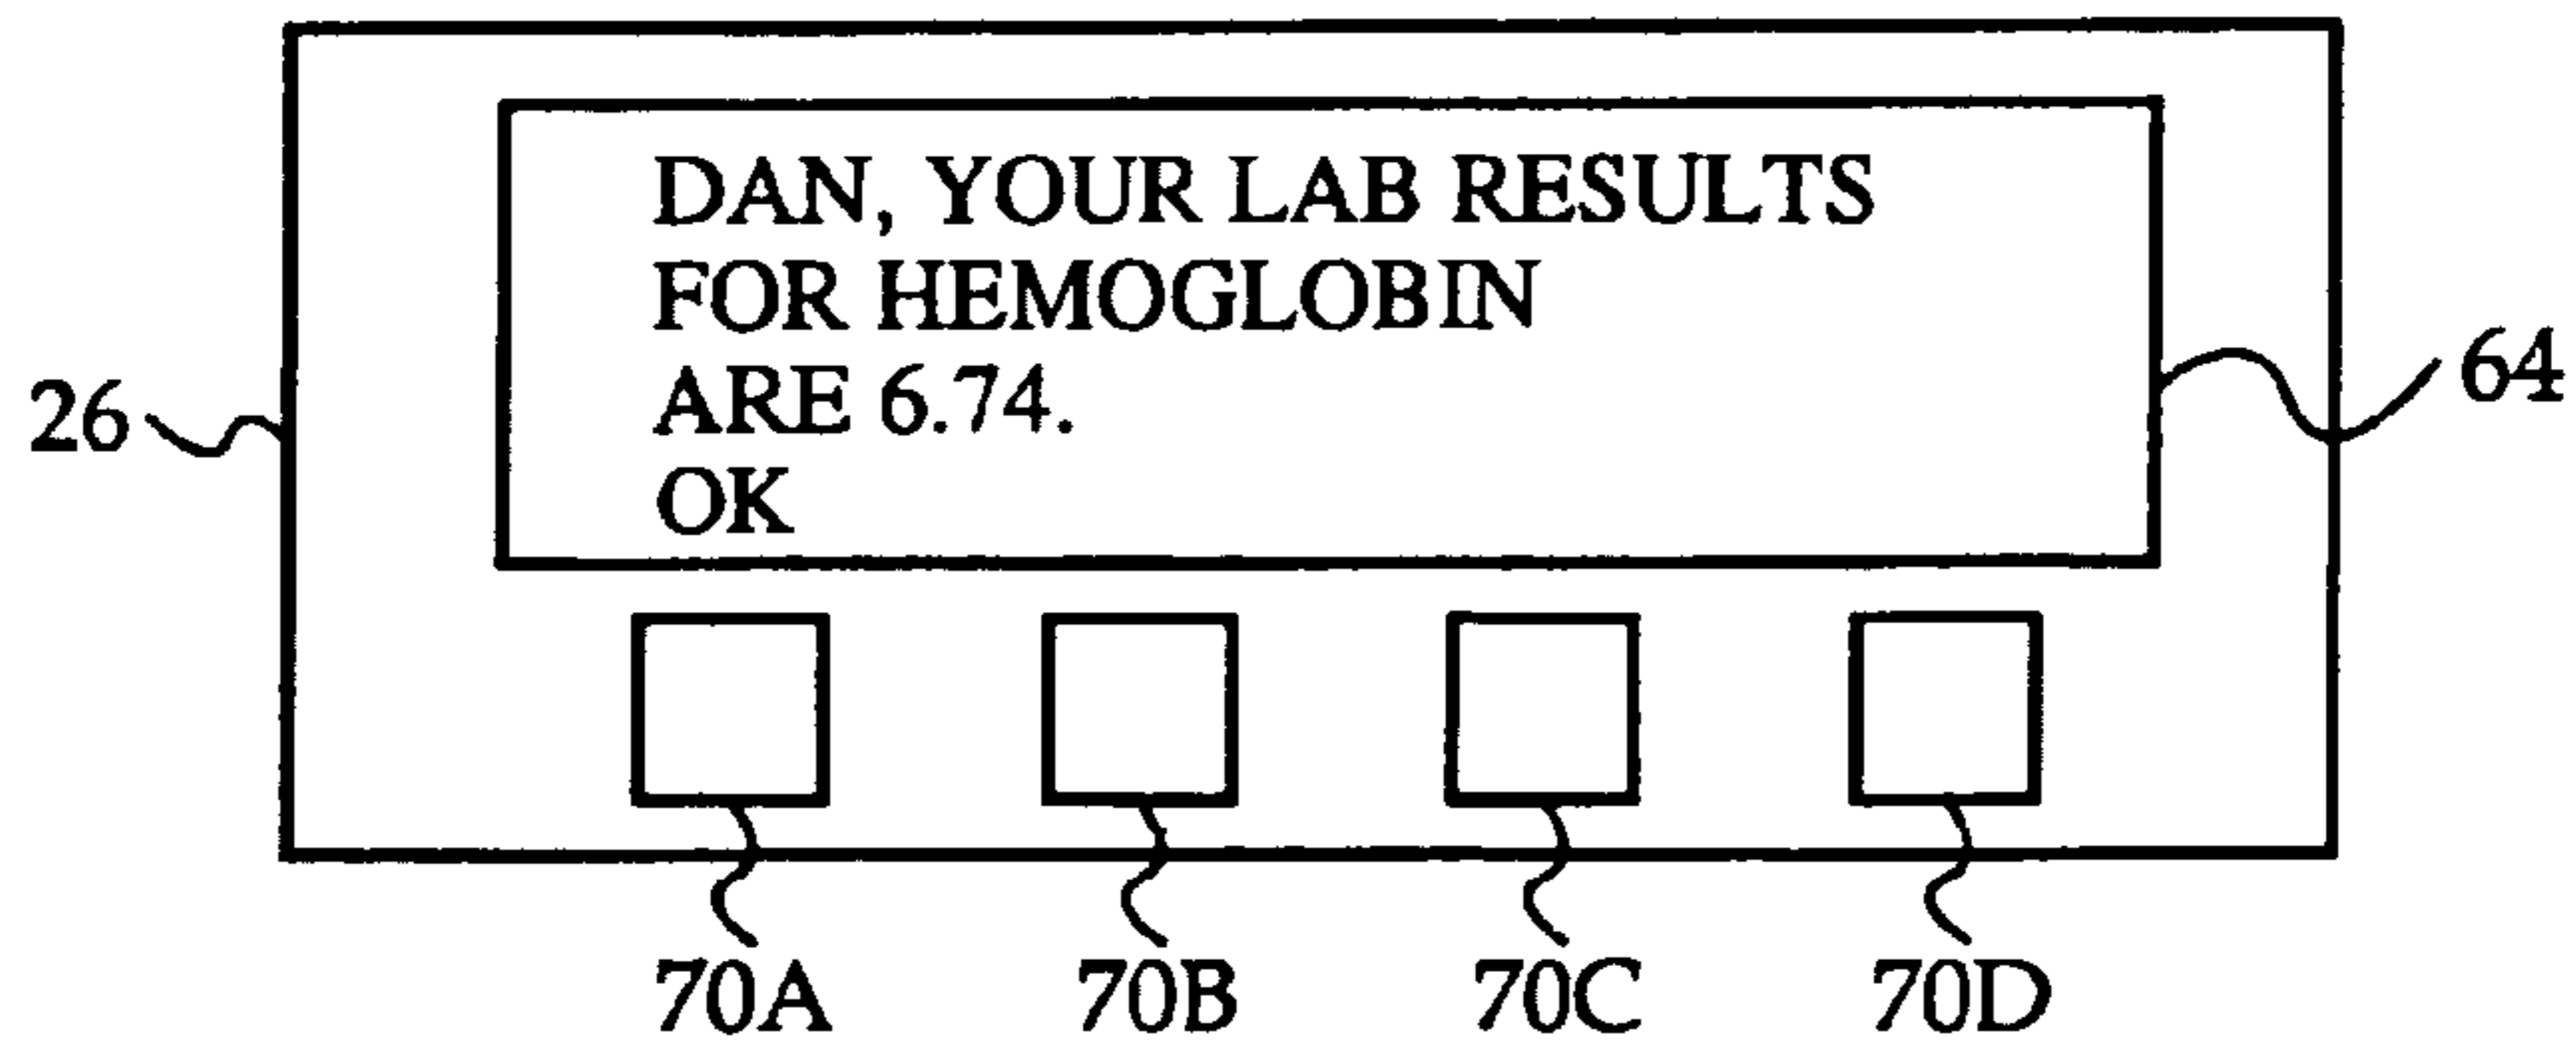 DAN, YOUR LAB RESULTS
FOR HEMOGLOBIN
ARE 6.74.
OK
26
64
70A 70B 70C 70D